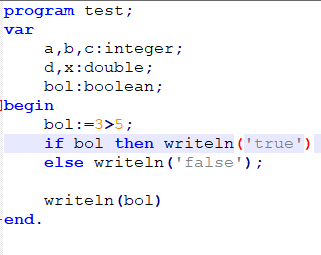 program test;
var
    a,b,c:integer;
    d,x:double;
    bol:boolean;
begin
    bol:=3>5;
    if bol then writeln('true')
    else writeln('false');

    writeln(bol)
end.